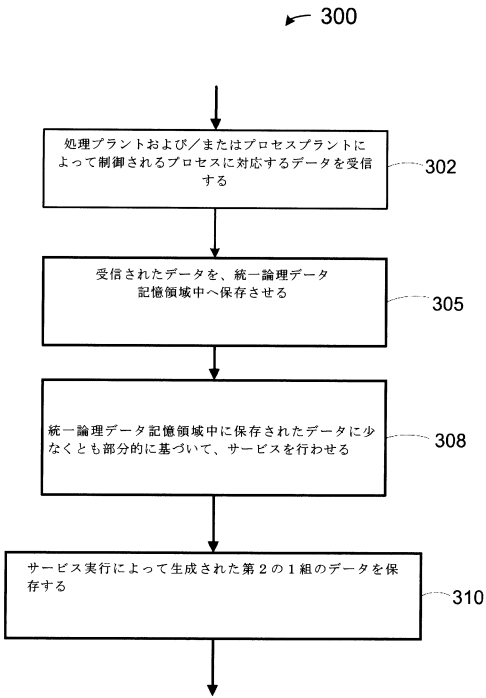 300
処理プラントおよび／またはプロセスプラントに
よって制御されるプロセスに対応するデータを受信
する
302
受信されたデータを、統一論理データ
記憶領域中へ保存させる
305
統一論理データ記憶領域中に保存されたデータに少
なくとも部分的に基づいて、サービスを行わせる
308
サービス実行によって生成された第２の１組のデータを保
存する
310